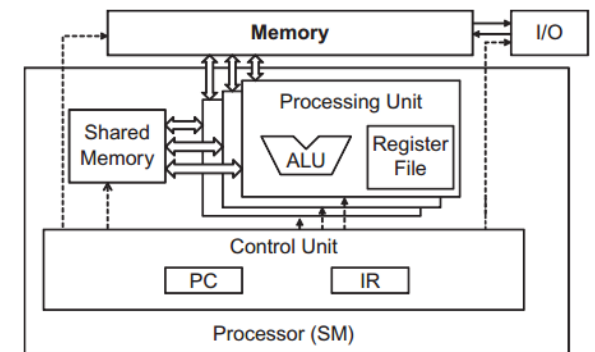 Memory
I/O
Processing Unit
Shared
Memory
ALU
Register
File
Control Unit
PC
IR
Processor (SM)